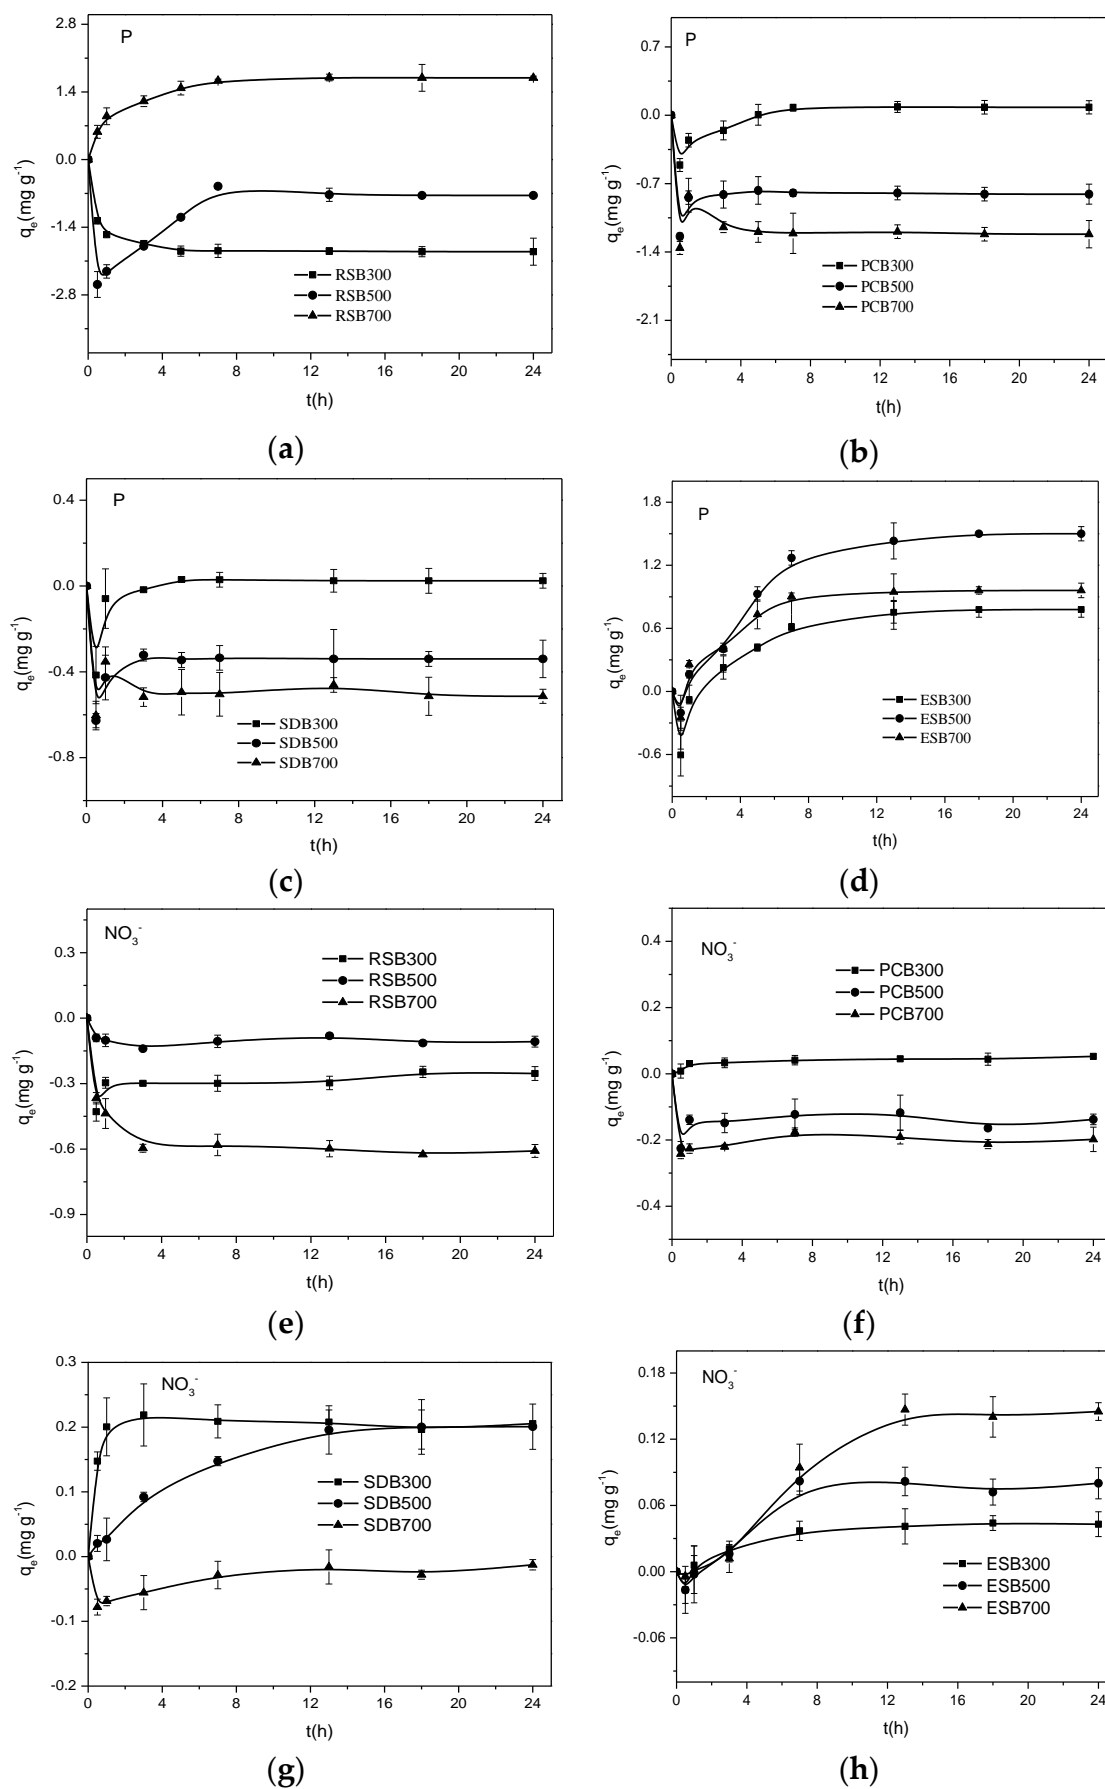 P
2.8
1.4
0.0
-1.4
-2.8
qe(mg g-1)
RSB300
RSB500
RSB700
0 4 8 12 16 20 24
t(h)
(a)
P
0.7
0.0
-0.7
-1.4
-2.1
qe(mg g-1)
PCB300
PCB500
PCB700
0 4 8 12 16 20 24
t(h)
(b)
P
0.4
0.0
-0.4
-0.8
qe(mg g-1)
SDB300
SDB500
SDB700
0 4 8 12 16 20 24
t(h)
(c)
P
1.8
1.2
0.6
0.0
-0.6
qe(mg g-1)
ESB300
ESB500
ESB700
0 4 8 12 16 20 24
t(h)
(d)
NO3-
0.3
0.0
-0.3
-0.6
-0.9
qe(mg g-1)
RSB300
RSB500
RSB700
0 4 8 12 16 20 24
t(h)
(e)
NO3-
0.4
0.2
0.0
-0.2
-0.4
qe(mg g-1)
PCB300
PCB500
PCB700
0 4 8 12 16 20 24
t(h)
(f)
NO3-
0.3
0.2
0.1
0.0
-0.1
-0.2
qe(mg g-1)
SDB300
SDB500
SDB700
0 4 8 12 16 20 24
t(h)
(g)
NO3-
0.18
0.12
0.06
0.00
-0.06
qe(mg g-1)
ESB300
ESB500
ESB700
0 4 8 12 16 20 24
t(h)
(h)